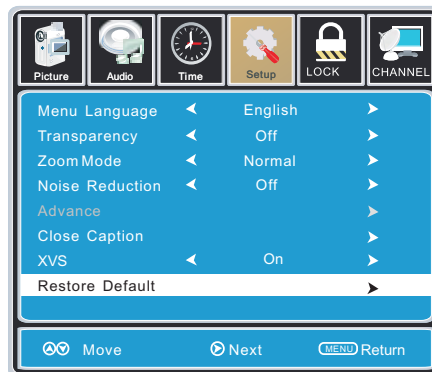 Picture Audio Time Setup LOCK CHANNEL
Menu Language English
Transparency Off
Zoom Mode Normal
Noise Reduction Off
Advance
Close Caption
XVS On
Restore Default
Move Next MENU Return